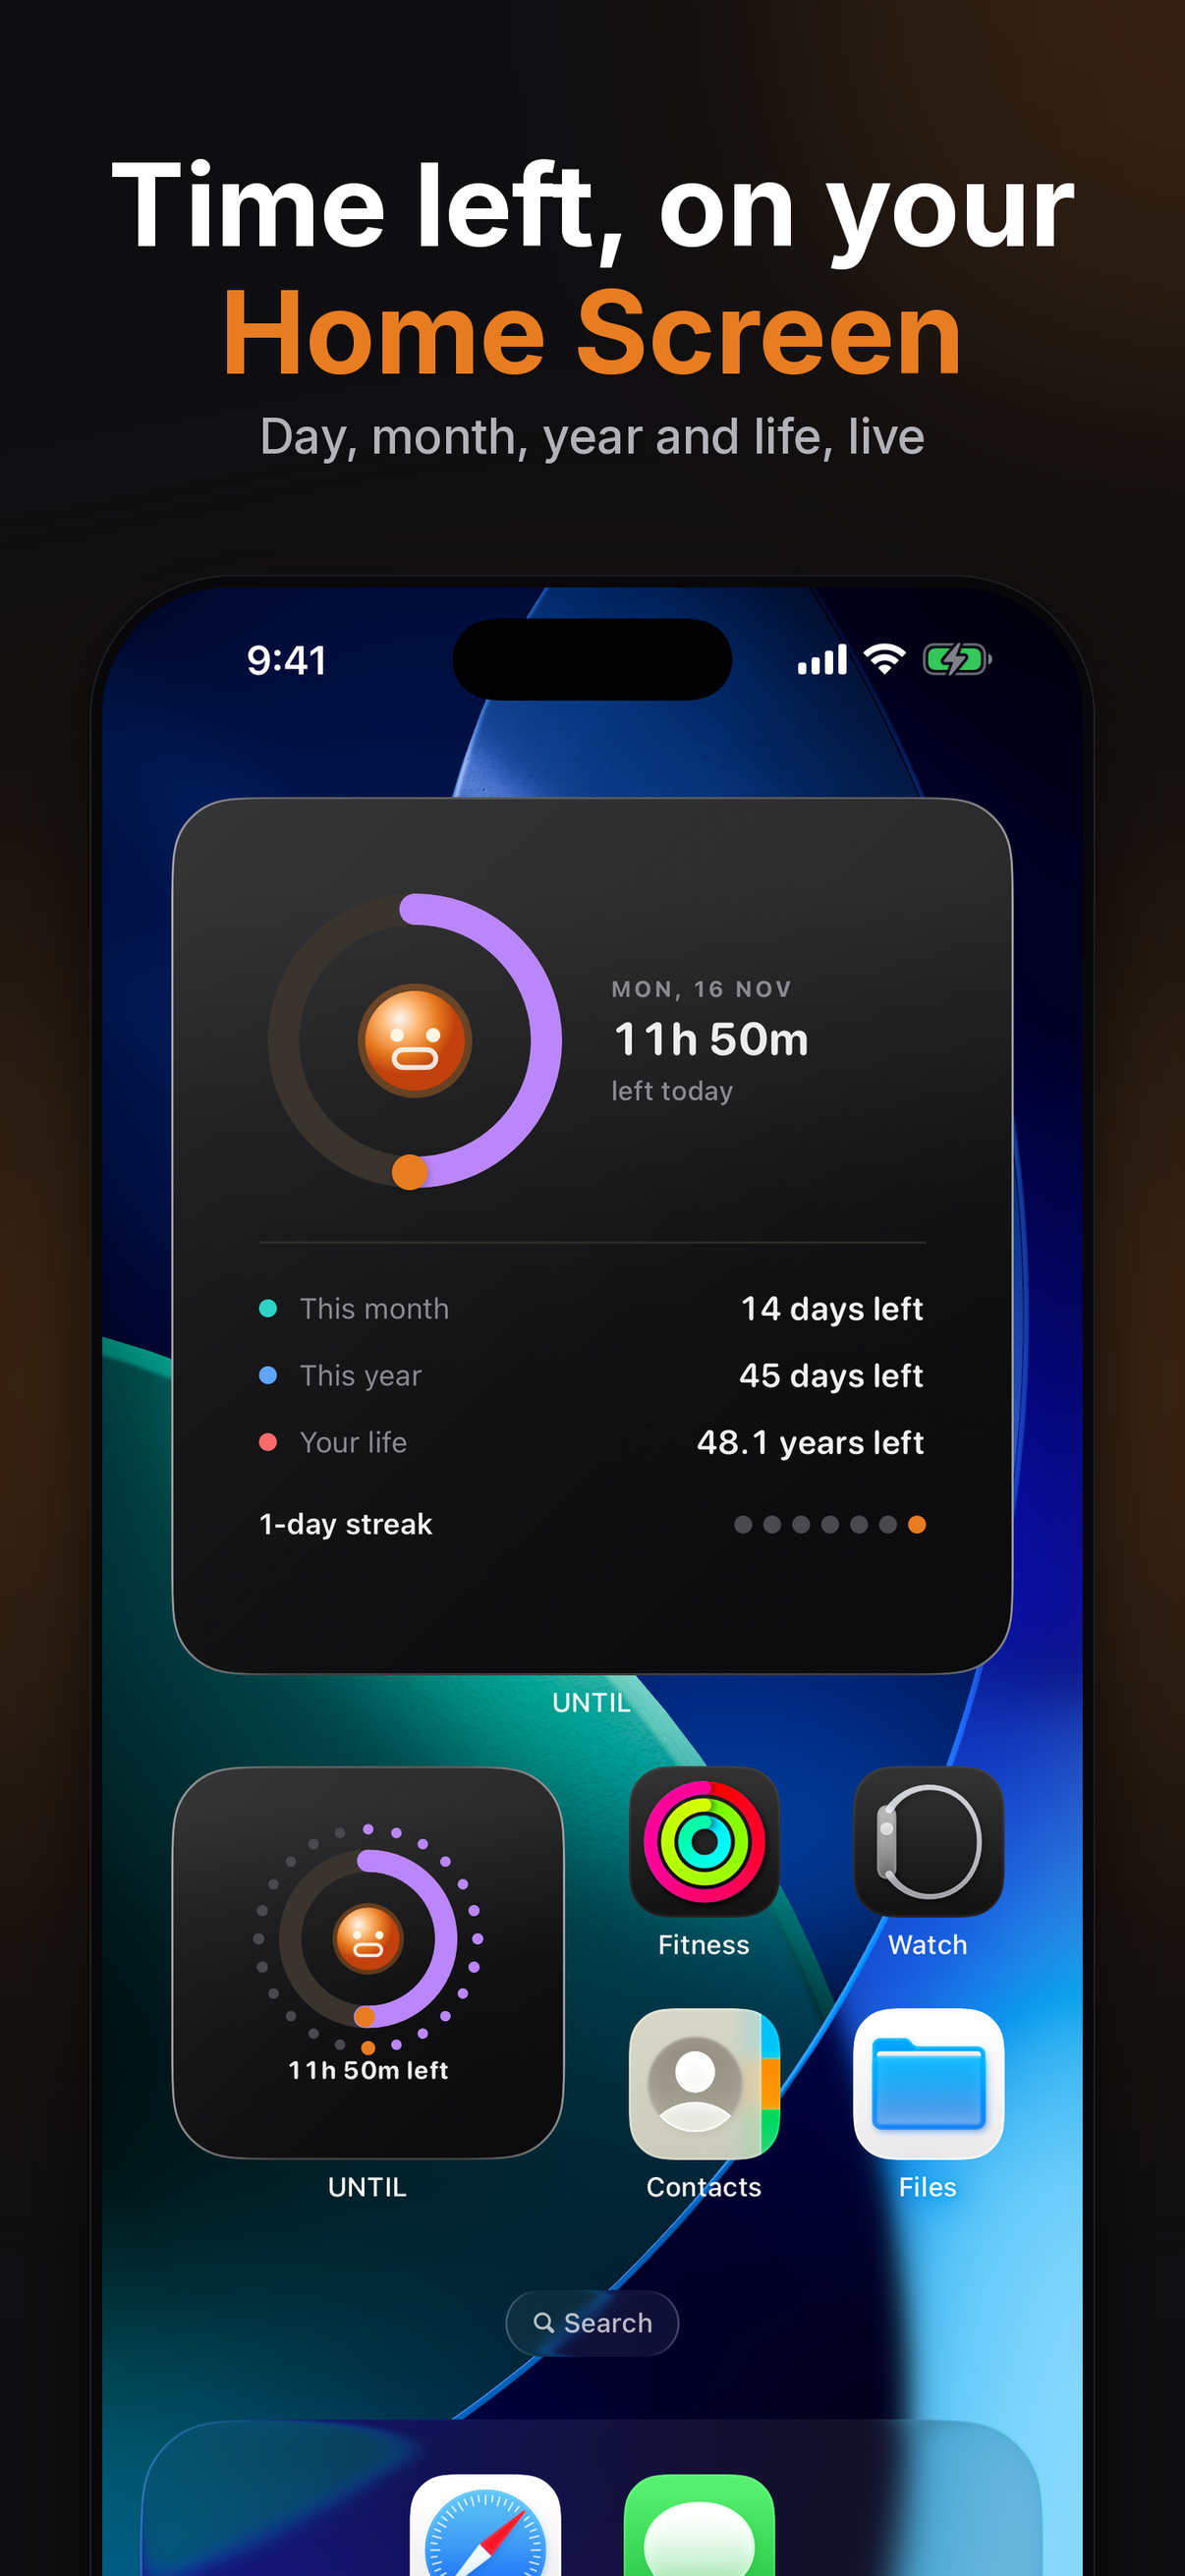 Time left, on your
Home Screen
Day, month, year and life, live
9:41
MON, 16 NOV
11h 50m
left today
This month 14 days left
This year 45 days left
Your life 48.1 years left
1-day streak
UNTIL
11h 50m left
UNTIL
Fitness
Watch
Contacts
Files
Search